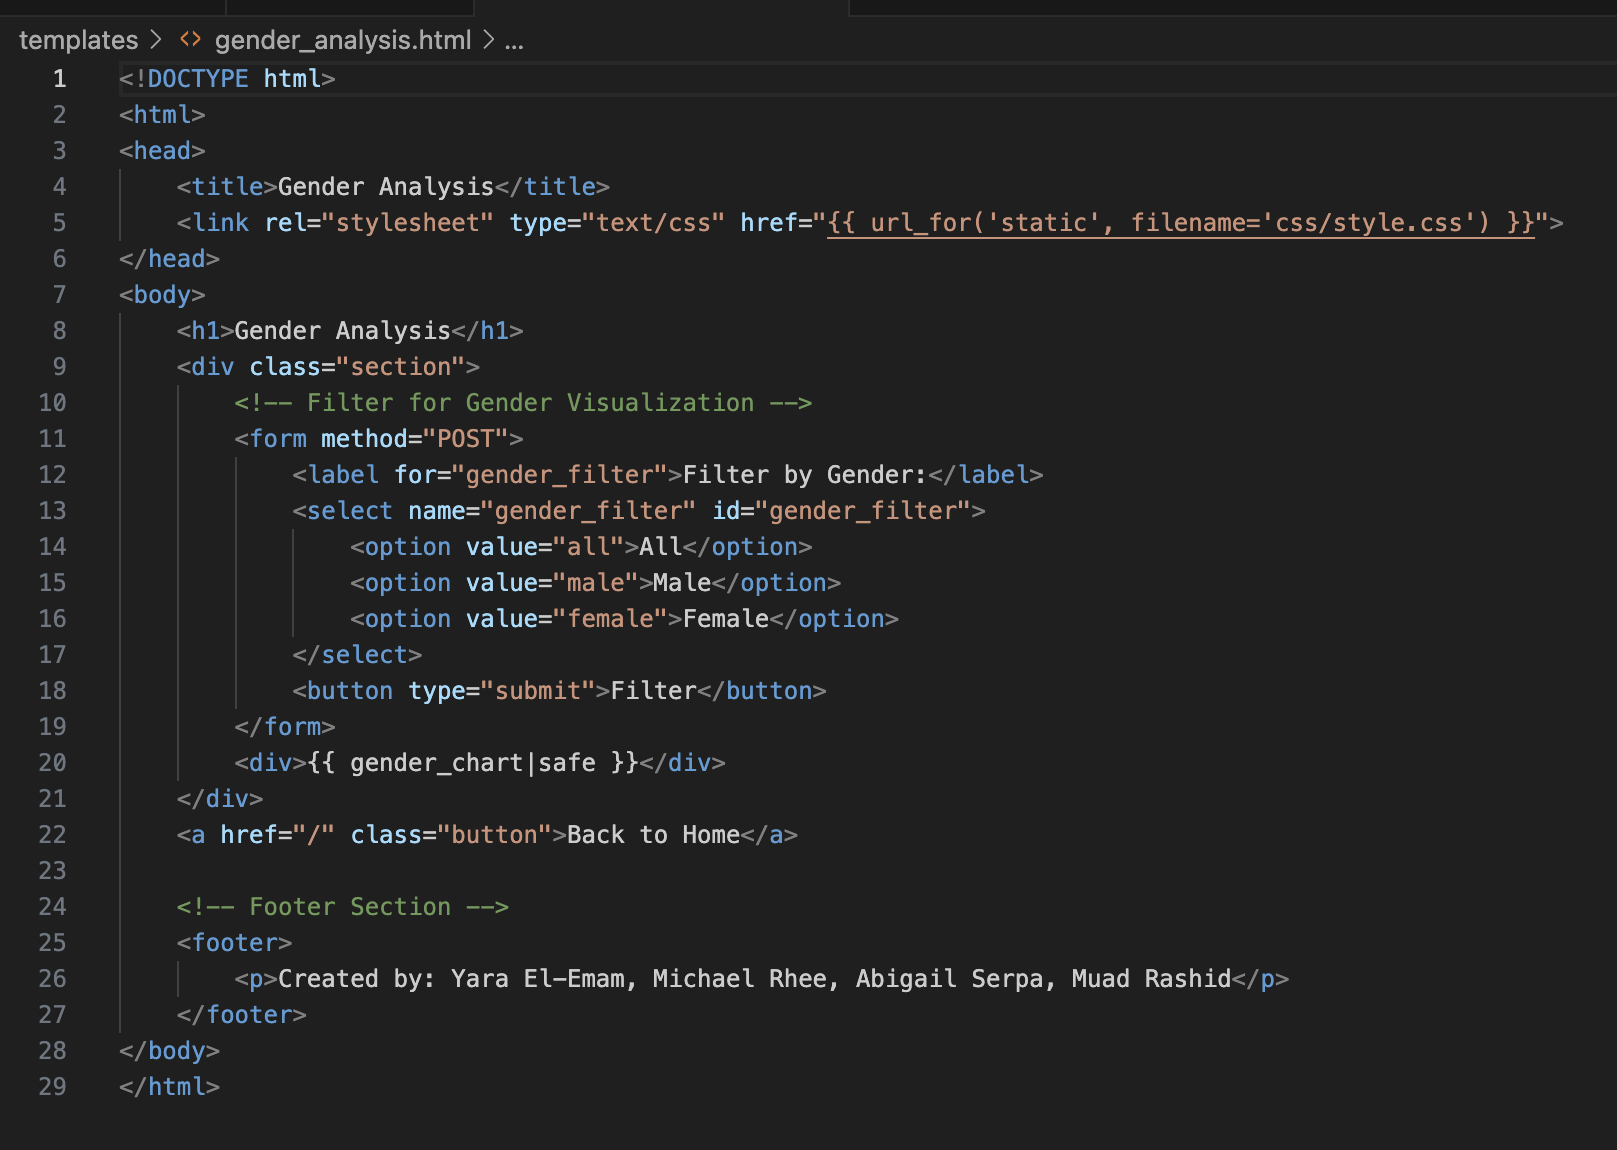 templates > <> gender_analysis.html > ...
1 <!DOCTYPE html>
2 <html>
3 <head>
4     <title>Gender Analysis</title>
5     <link rel="stylesheet" type="text/css" href="{{ url_for('static', filename='css/style.css') }}">
6 </head>
7 <body>
8     <h1>Gender Analysis</h1>
9     <div class="section">
10         <!-- Filter for Gender Visualization -->
11         <form method="POST">
12             <label for="gender_filter">Filter by Gender:</label>
13             <select name="gender_filter" id="gender_filter">
14                 <option value="all">All</option>
15                 <option value="male">Male</option>
16                 <option value="female">Female</option>
17             </select>
18             <button type="submit">Filter</button>
19         </form>
20         <div>{{ gender_chart|safe }}</div>
21     </div>
22     <a href="/" class="button">Back to Home</a>
23
24     <!-- Footer Section -->
25     <footer>
26         <p>Created by: Yara El-Emam, Michael Rhee, Abigail Serpa, Muad Rashid</p>
27     </footer>
28 </body>
29 </html>